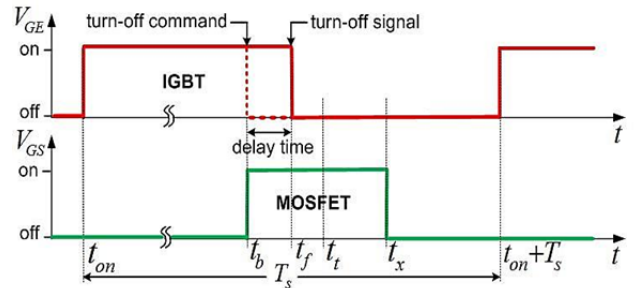 V_GE
turn-off command
turn-off signal
on
IGBT
off
t
V_GS
delay time
on
MOSFET
off
t
t_on
t_b
t_f
t_t
t_x
t_on+T_s
T_s